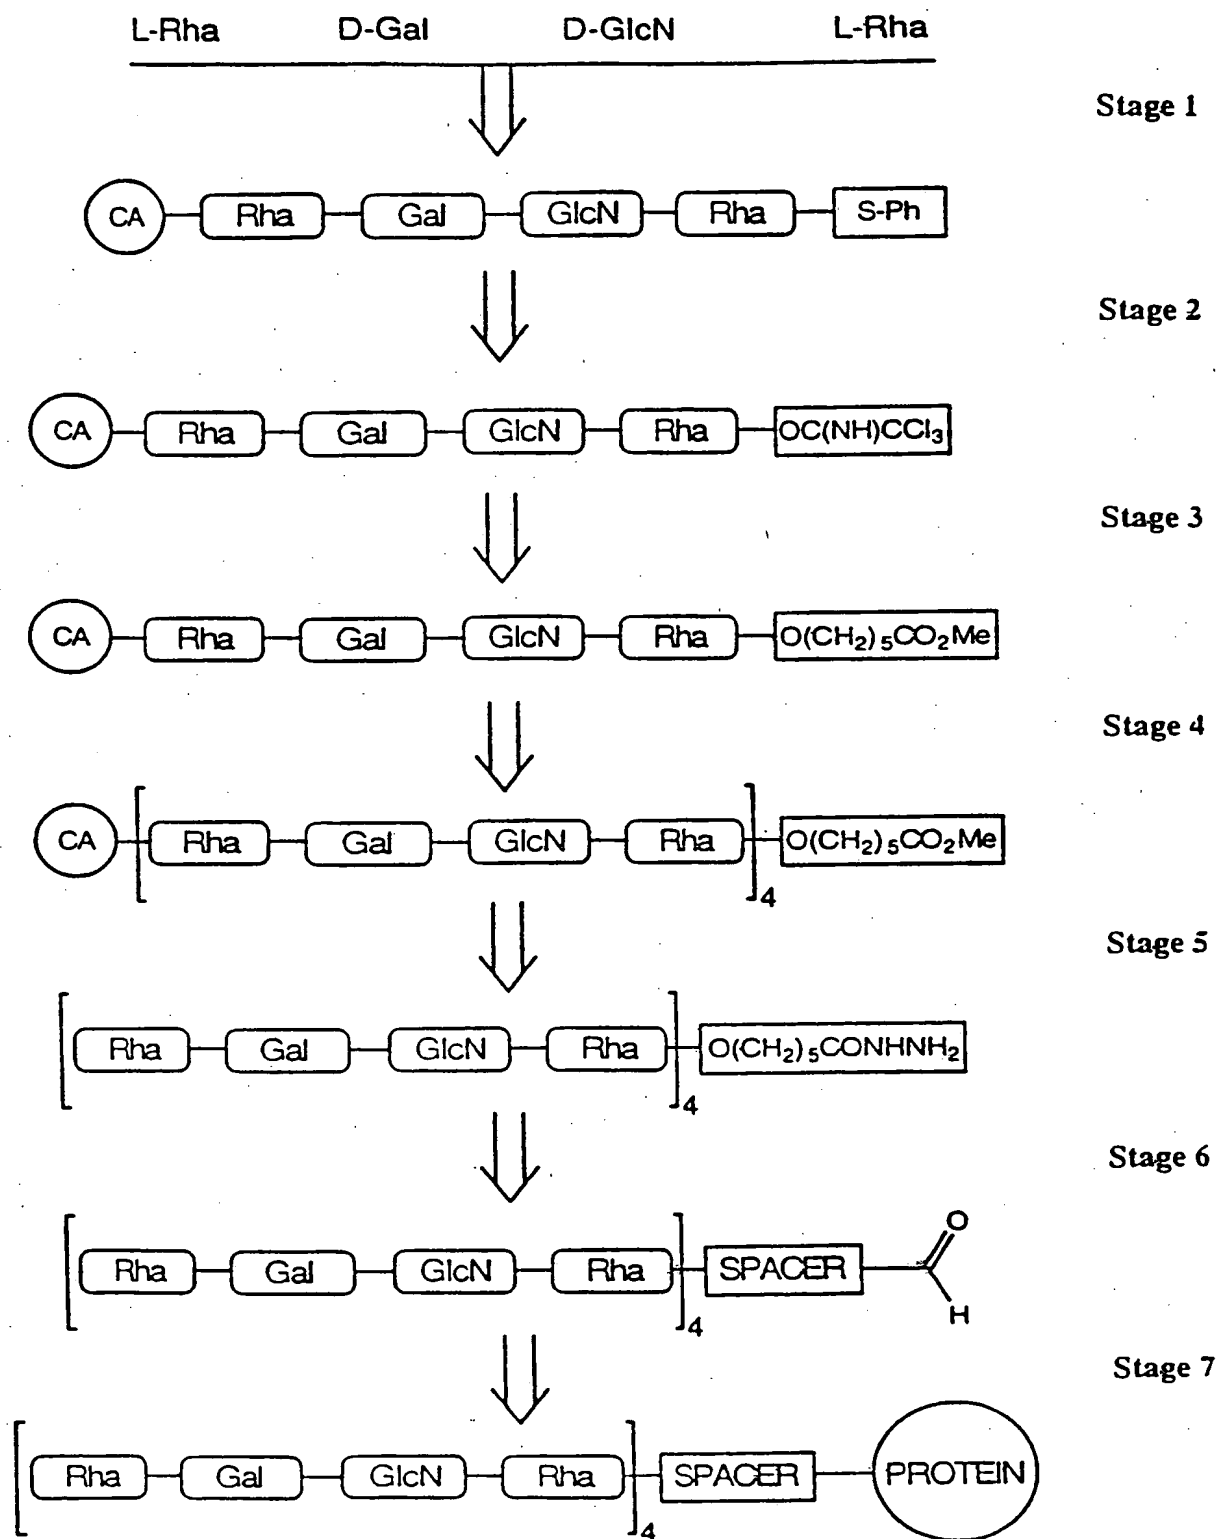 L-Rha D-Gal D-GlcN L-Rha
Stage 1
CA Rha Gal GlcN Rha S-Ph
Stage 2
CA Rha Gal GlcN Rha OC(NH)CCl3
Stage 3
CA Rha Gal GlcN Rha O(CH2)5CO2Me
Stage 4
CA Rha Gal GlcN Rha 4 O(CH2)5CO2Me
Stage 5
Rha Gal GlcN Rha 4 O(CH2)5CONHNH2
Stage 6
Rha Gal GlcN Rha 4 SPACER O H
Stage 7
Rha Gal GlcN Rha 4 SPACER PROTEIN